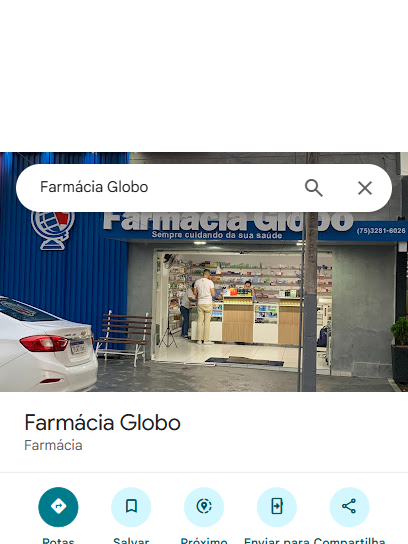 Farmácia Globo
Farmácia Globo
Sempre cuidando da sua saúde
(75)3281-6026
Farmácia Globo
Farmácia
Rotas
Salvar
Próximo
Enviar para
Compartilha